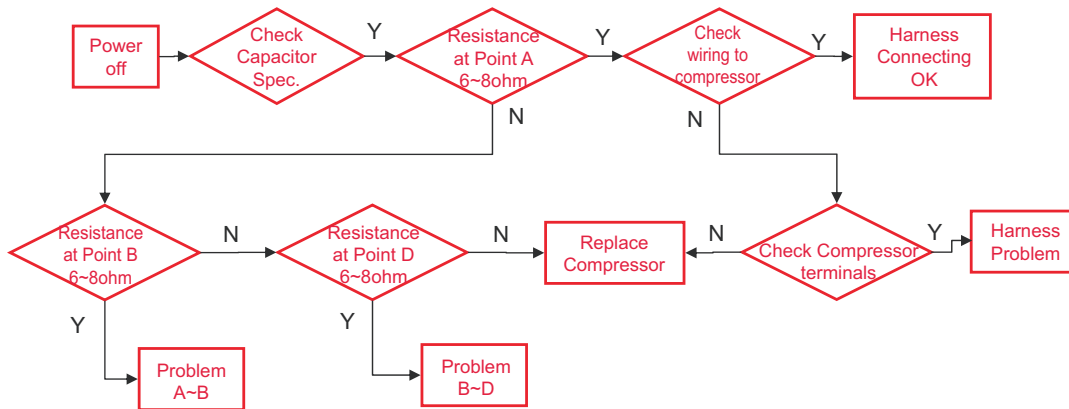 Power
off
Check
Capacitor
Spec.
Y
Resistance
at Point A
6~8ohm
Y
Check
wiring to
compressor
Y
Harness
Connecting
OK
N
N
Resistance
at Point B
6~8ohm
N
Resistance
at Point D
6~8ohm
N
Replace
Compressor
N
Check Compressor
terminals
Y
Harness
Problem
Y
Problem
A~B
Y
Problem
B~D